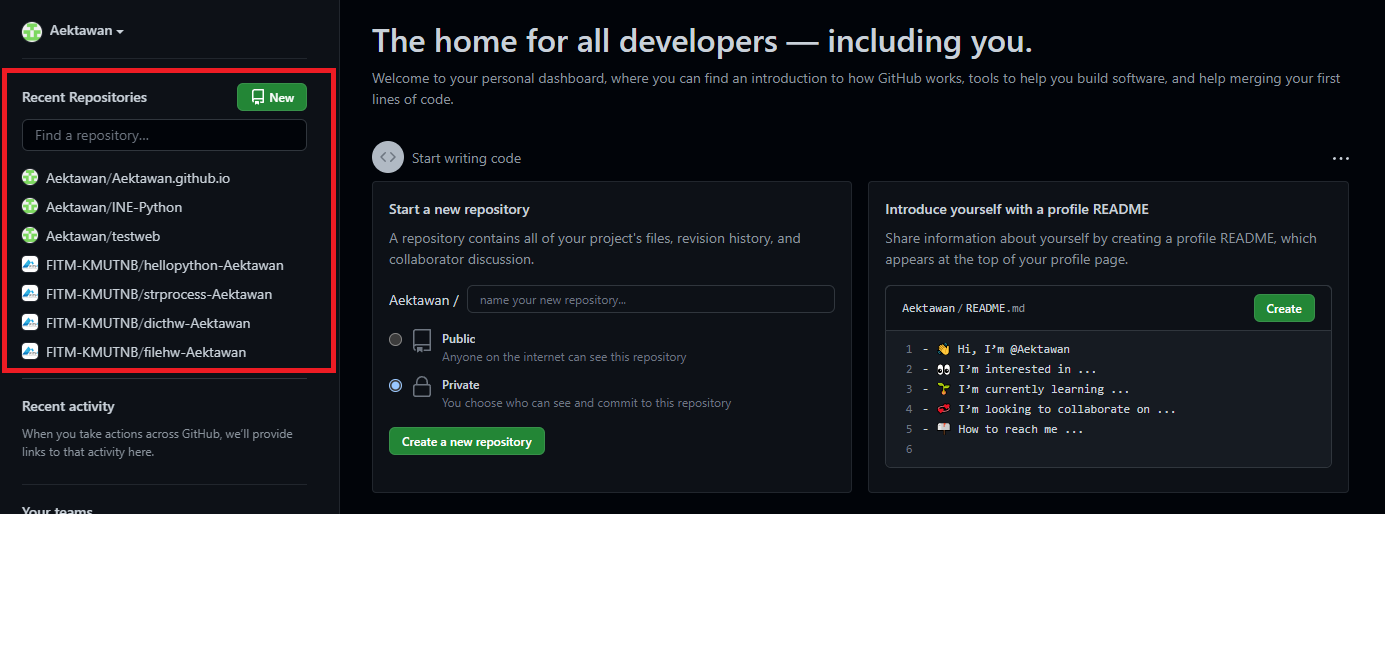 Aektawan
Recent Repositories
New
Find a repository...
Aektawan/Aektawan.github.io
Aektawan/INE-Python
Aektawan/testweb
FITM-KMUTNB/hellopython-Aektawan
FITM-KMUTNB/strprocess-Aektawan
FITM-KMUTNB/dicthw-Aektawan
FITM-KMUTNB/filehw-Aektawan
Recent activity
When you take actions across GitHub, we'll provide
links to that activity here.
Your teams
The home for all developers — including you.
Welcome to your personal dashboard, where you can find an introduction to how GitHub works, tools to help you build software, and help merging your first
lines of code.
Start writing code
Start a new repository
A repository contains all of your project's files, revision history, and
collaborator discussion.
Aektawan / name your new repository...
Public
Anyone on the internet can see this repository
Private
You choose who can see and commit to this repository
Create a new repository
Introduce yourself with a profile README
Share information about yourself by creating a profile README, which
appears at the top of your profile page.
Aektawan / README.md
Create
1 - 👋 Hi, I’m @Aektawan
2 - 👀 I’m interested in ...
3 - 🌱 I’m currently learning ...
4 - 💞️ I’m looking to collaborate on ...
5 - 📫 How to reach me ...
6